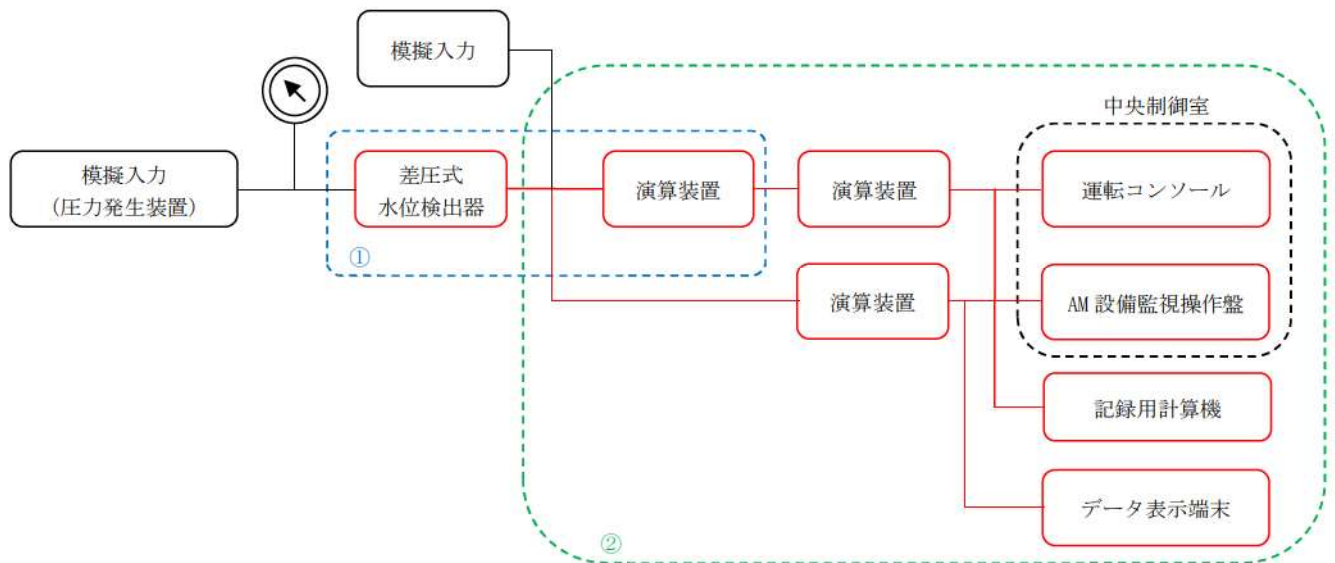 模擬入力
中央制御室
模擬入力
(圧力発生装置)
差圧式
水位検出器
演算装置
演算装置
運転コンソール
①
演算装置
AM 設備監視操作盤
記録用計算機
データ表示端末
②